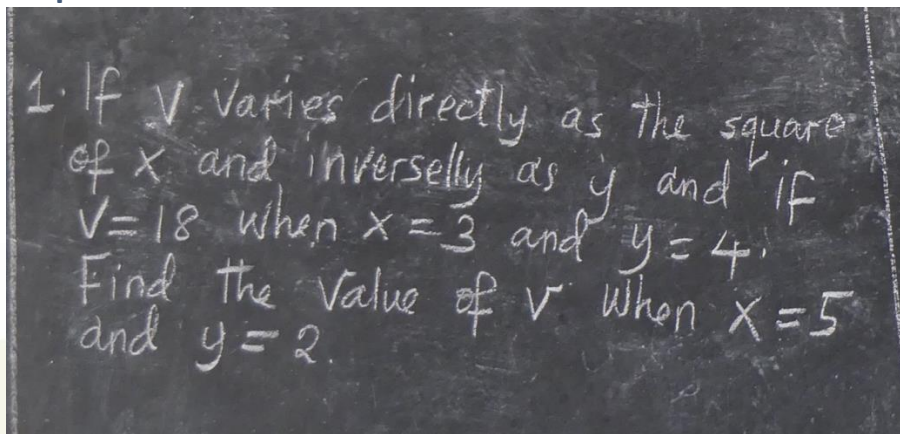 1. If V varies directly as the square
of x and inverselly as y and if
V=18 when x=3 and y=4.
Find the value of v when x=5
and y=2.